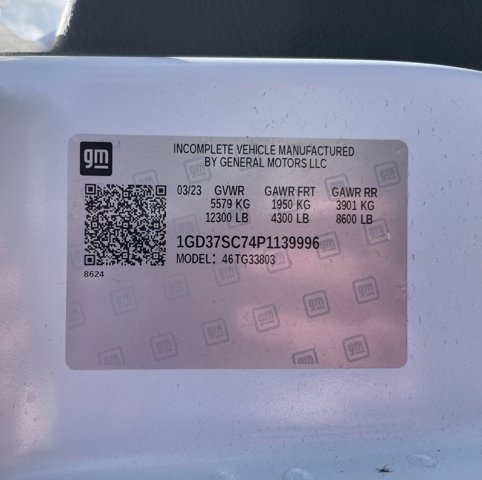 gm
INCOMPLETE VEHICLE MANUFACTURED
BY GENERAL MOTORS LLC
03/23 GVWR GAWR FRT GAWR RR
5579 KG 1950 KG 3901 KG
12300 LB 4300 LB 8600 LB
1GD37SC74P1139996
MODEL: 46TG33803
8624